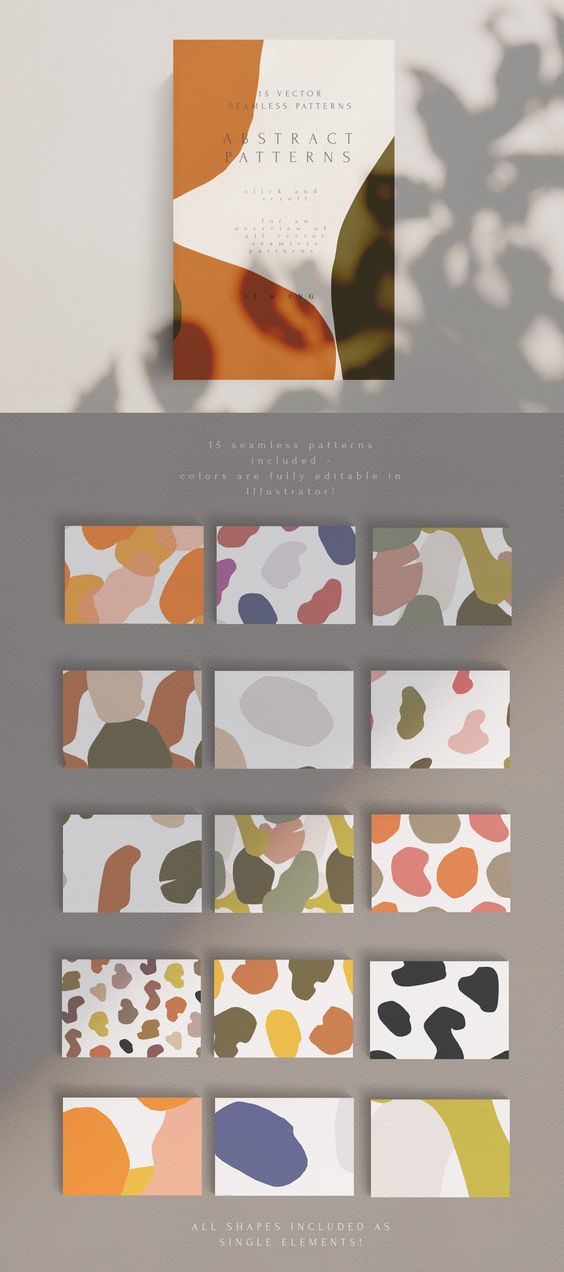 15 VECTOR
SEAMLESS PATTERNS
ABSTRACT
PATTERNS
click and
scroll
for an
overview of
all vector
seamless
patterns.
AI & PNG
15 seamless patterns
included -
colors are fully editable in
Illustrator!
ALL SHAPES INCLUDED AS
SINGLE ELEMENTS!